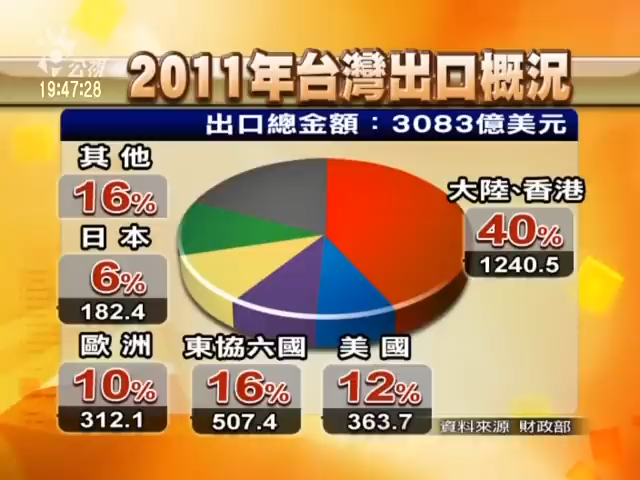 公視
19:47:28
2011年台灣出口概況
出口總金額：3083億美元
其他
16%
日本
6%
182.4
歐洲
10%
312.1
東協六國
16%
507.4
美國
12%
363.7
大陸、香港
40%
1240.5
資料來源 財政部